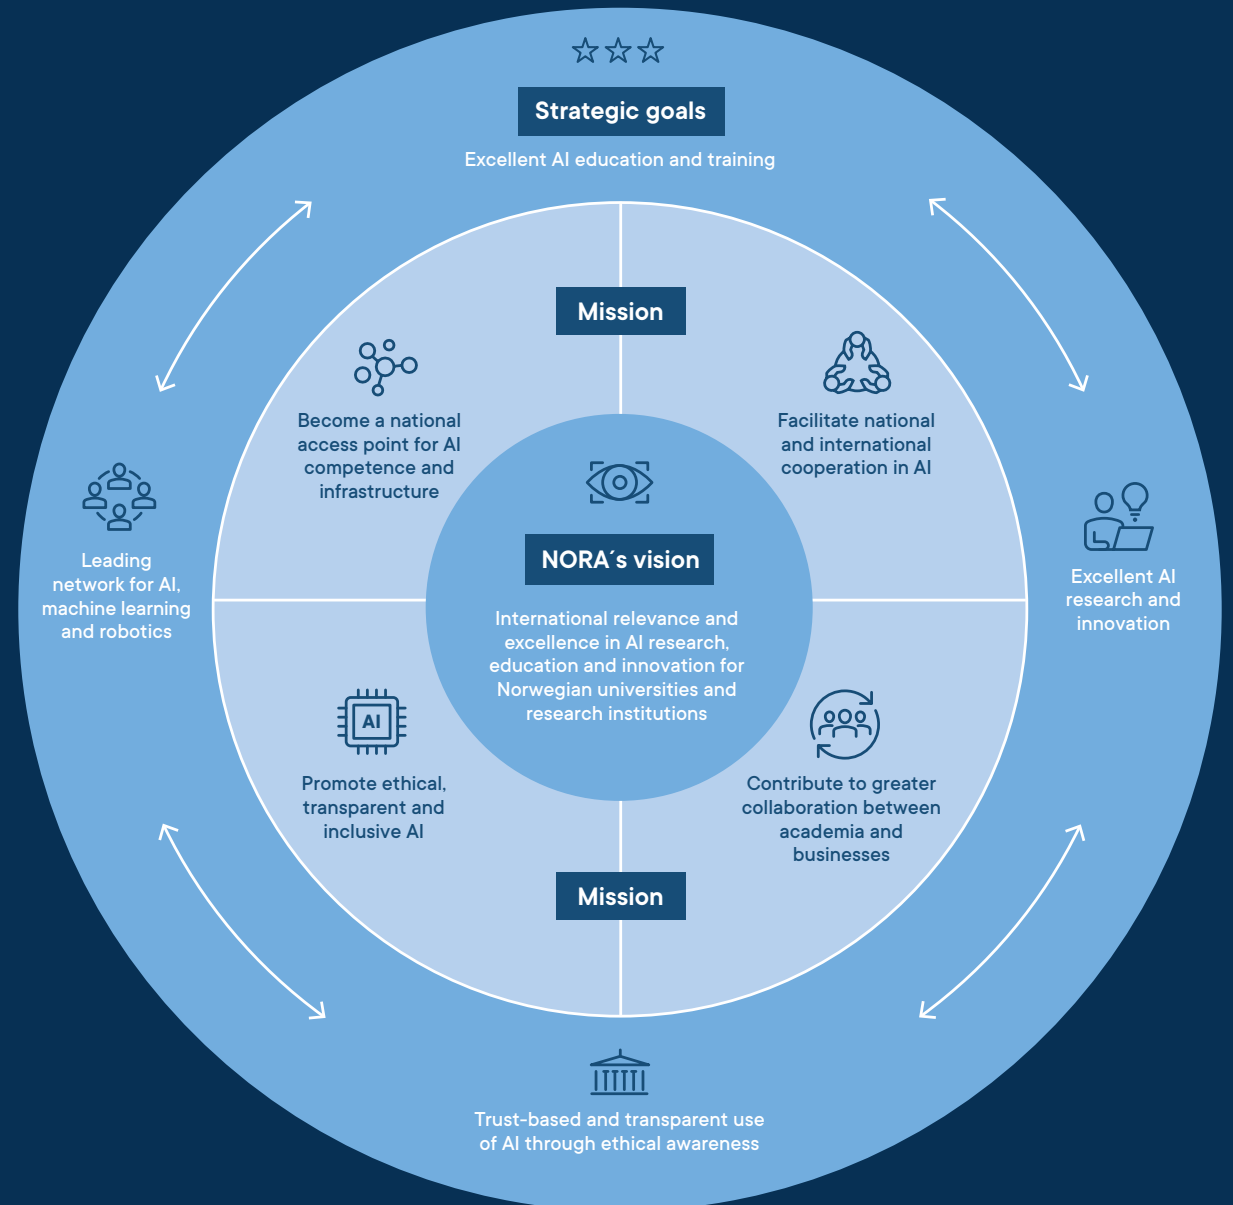 Strategic goals
Excellent AI education and training
Mission
Become a national
access point for AI
competence and
infrastructure
Facilitate national
and international
cooperation in AI
Leading
network for AI,
machine learning
and robotics
NORA´s vision
International relevance and
excellence in AI research,
education and innovation for
Norwegian universities and
research institutions
Excellent AI
research and
innovation
AI
Promote ethical,
transparent and
inclusive AI
Contribute to greater
collaboration between
academia and
businesses
Mission
Trust-based and transparent use
of AI through ethical awareness